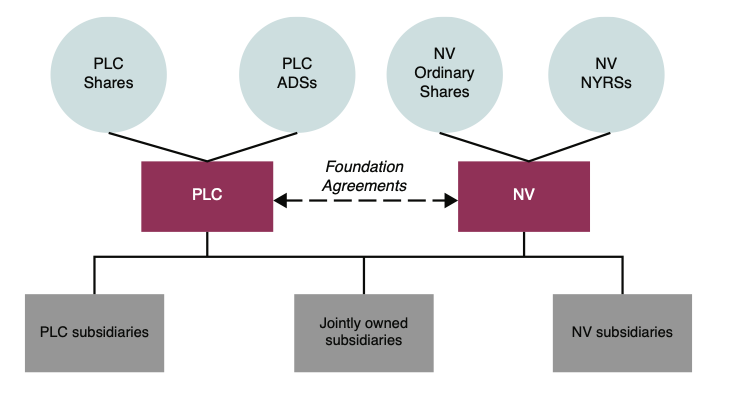 PLC
Shares
PLC
ADSs
NV
Ordinary
Shares
NV
NYRSs
Foundation
Agreements
PLC
NV
PLC subsidiaries
Jointly owned
subsidiaries
NV subsidiaries